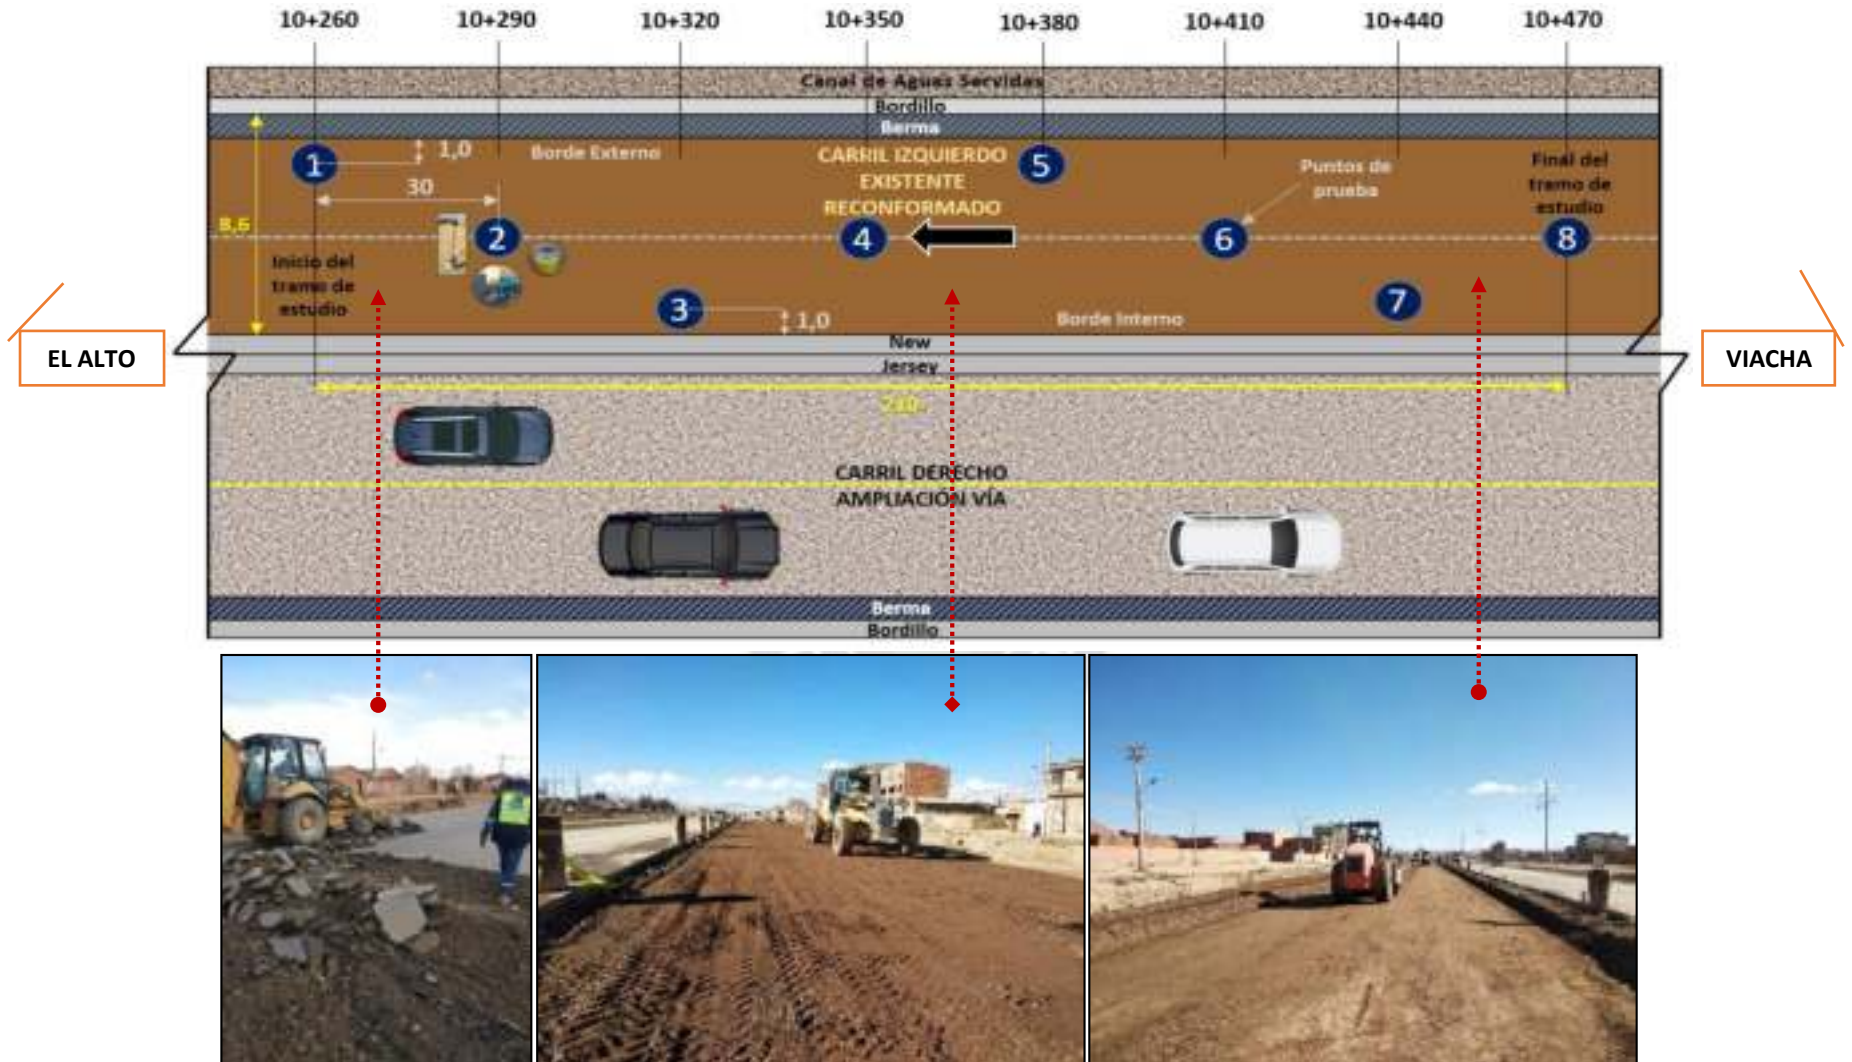 10+260 10+290 10+320 10+350 10+380 10+410 10+440 10+470
Canal de Aguas Servidas
Bordillo
Berma
1
1,0
Borde Externo
CARRIL IZQUIERDO
EXISTENTE
RECONFORMADO
5
Puntos de
prueba
Final del
tramo de
estudio
30
8,6
2
4
6
8
Inicio del
tramo de
estudio
3
1,0
Borde Interno
7
EL ALTO
New
Jersey
VIACHA
210
CARRIL DERECHO
AMPLIACIÓN VÍA
Berma
Bordillo